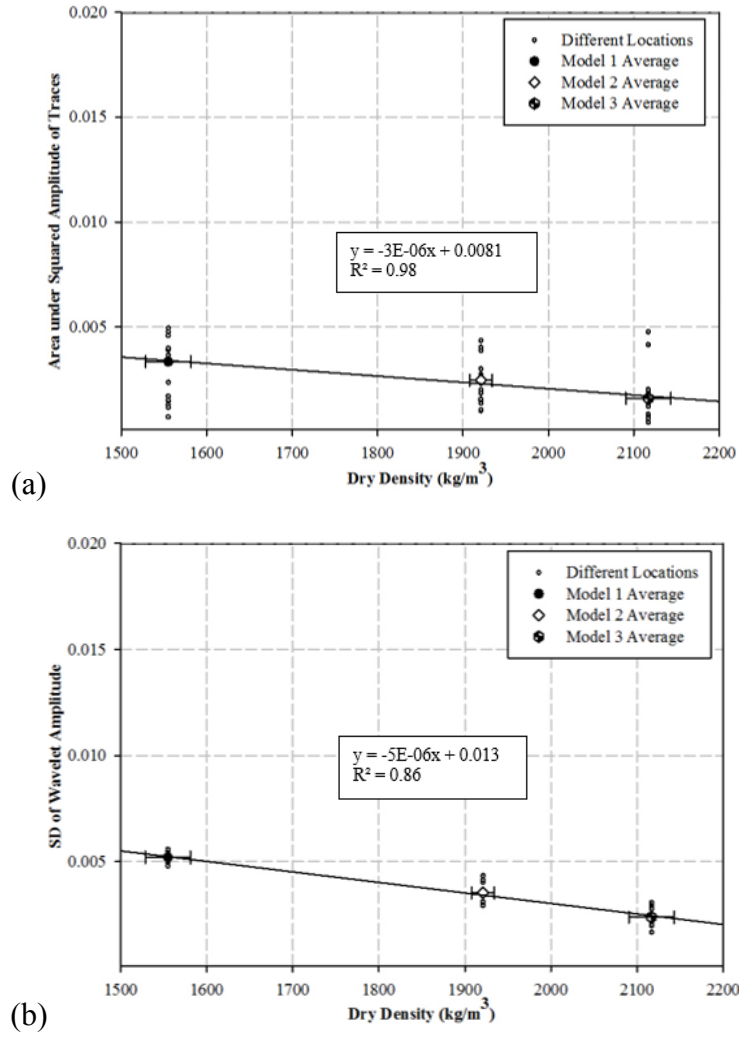 0.020
0.015
0.010
0.005
Area under Squared Amplitude of Traces
Different Locations
Model 1 Average
Model 2 Average
Model 3 Average
y = -3E-06x + 0.0081
R² = 0.98
1500 1600 1700 1800 1900 2000 2100 2200
Dry Density (kg/m³)
(a)
0.020
0.015
0.010
0.005
SD of Wavelet Amplitude
Different Locations
Model 1 Average
Model 2 Average
Model 3 Average
y = -5E-06x + 0.013
R² = 0.86
1500 1600 1700 1800 1900 2000 2100 2200
Dry Density (kg/m³)
(b)